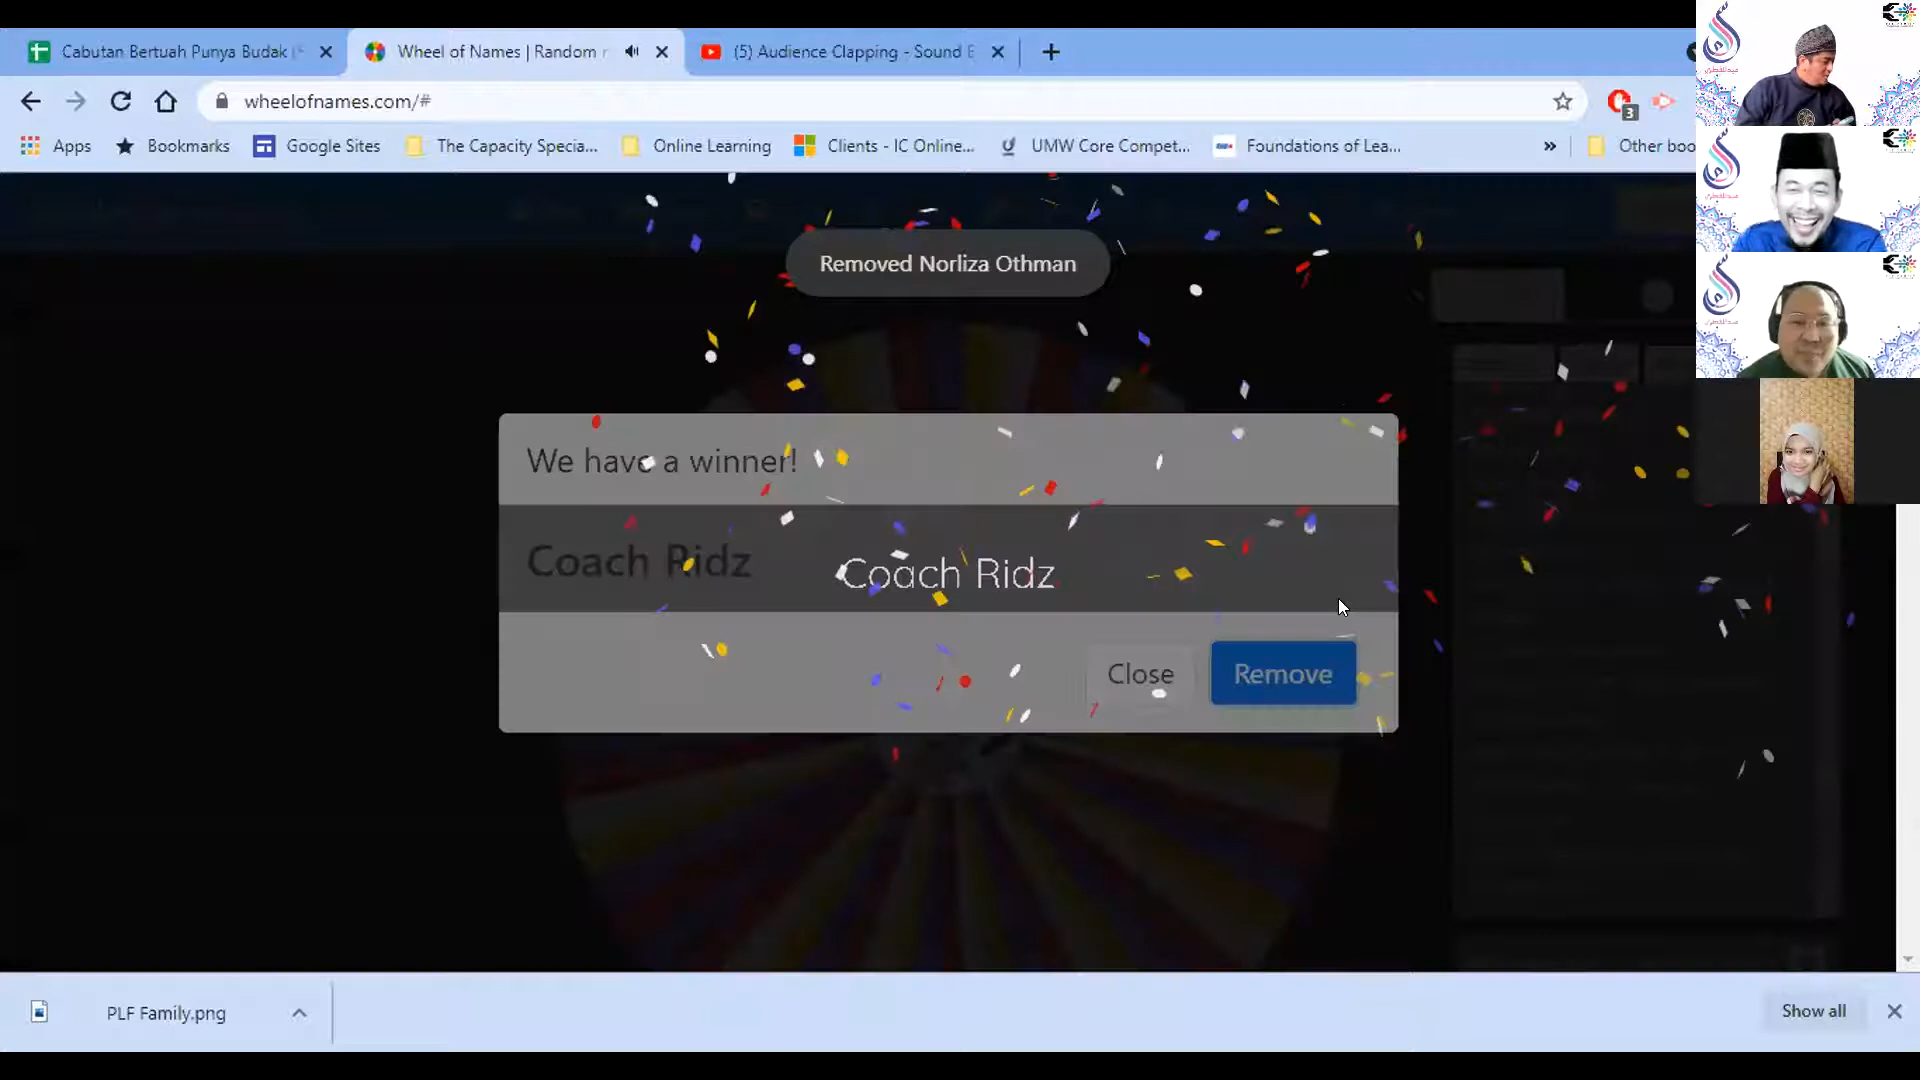 Cabutan Bertuah Punya Budak (
Wheel of Names | Random
(5) Audience Clapping - Sound E
wheelofnames.com/#
3
Apps
Bookmarks
Google Sites
The Capacity Specia...
Online Learning
Clients - IC Online...
UMW Core Compet...
Foundations of Lea...
»
Other boo
Removed Norliza Othman
We have a winner!
Coach Ridz
Coach Ridz
Close
Remove
PLF Family.png
Show all